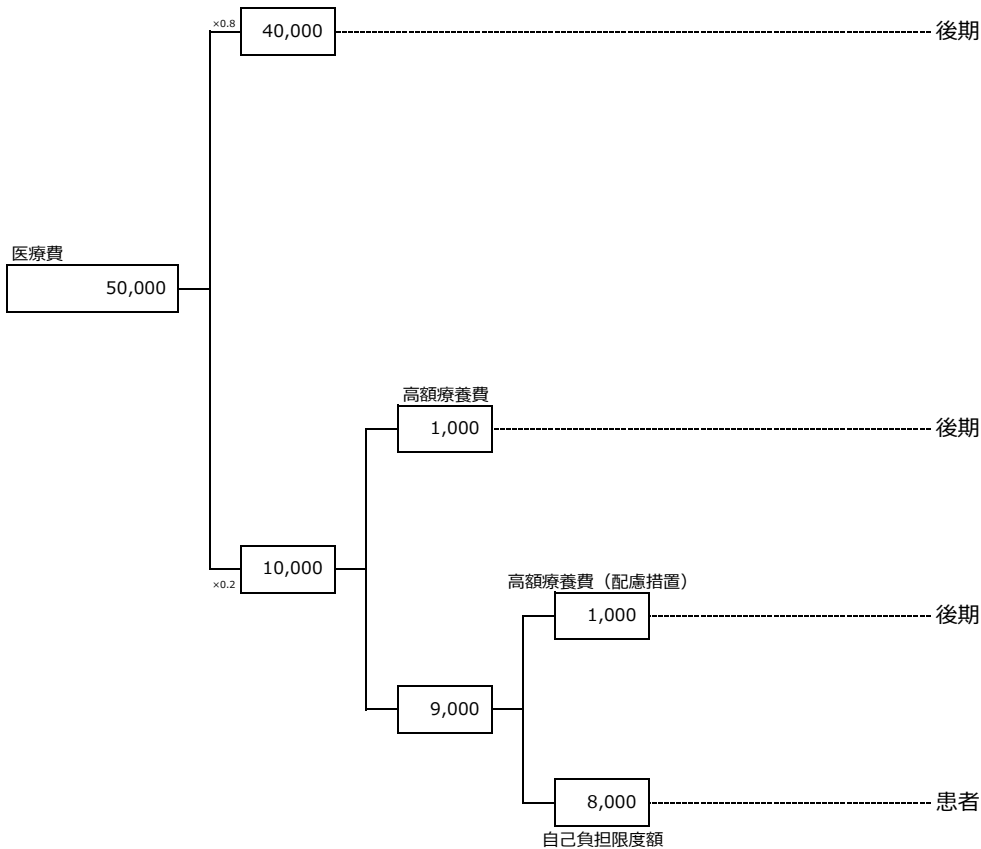 ×0.8
40,000
後期
医療費
50,000
高額療養費
1,000
後期
10,000
×0.2
高額療養費（配慮措置）
1,000
後期
9,000
8,000
患者
自己負担限度額